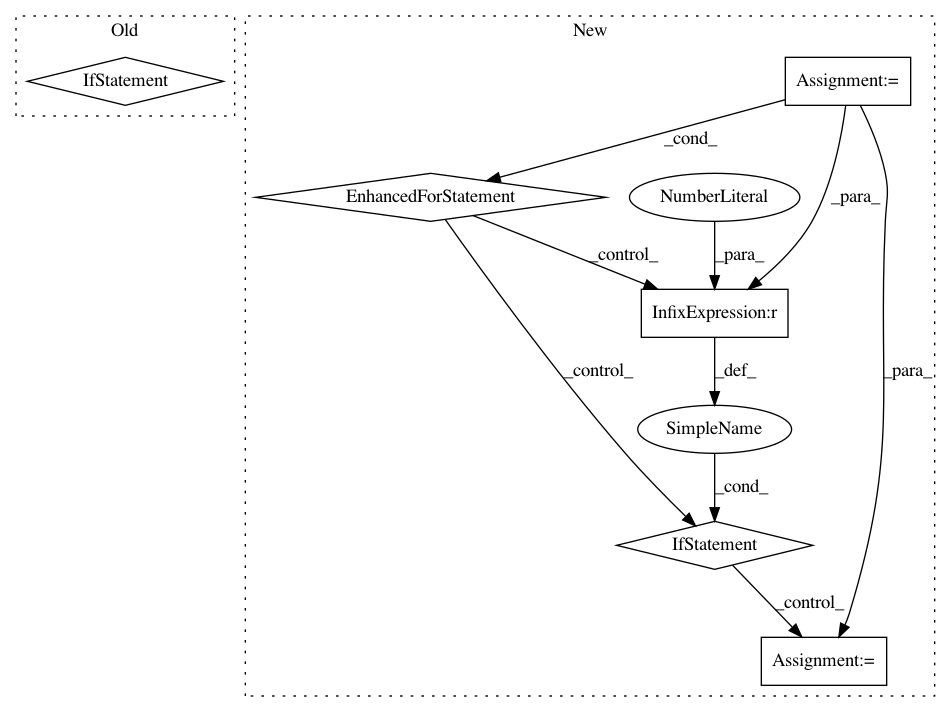 Old
New
IfStatement
Assignment:=
_cond_
EnhancedForStatement
NumberLiteral
_para_
_control_
_para_
InfixExpression:r
_control_
_def_
_para_
SimpleName
_cond_
IfStatement
_control_
Assignment:=